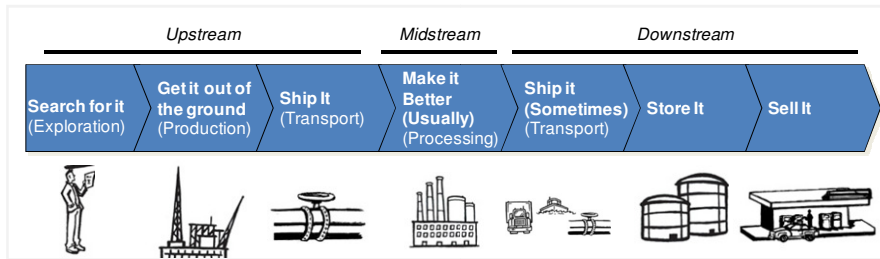 Upstream
Midstream
Downstream
Search for it
(Exploration)
Get it out of
the ground
(Production)
Ship It
(Transport)
Make it
Better
(Usually)
(Processing)
Ship it
(Sometimes)
(Transport)
Store It
Sell It